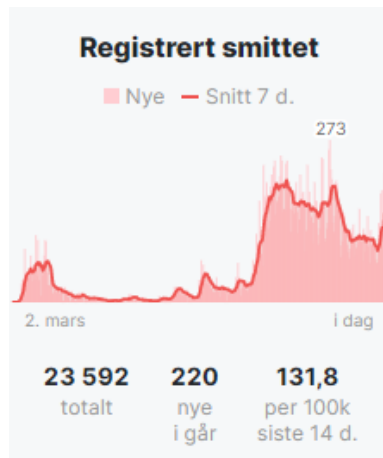 Registrert smittet
Nye Snitt 7 d.
273
2. mars i dag
23 592 220 131,8
totalt nye per 100k
i går siste 14 d.